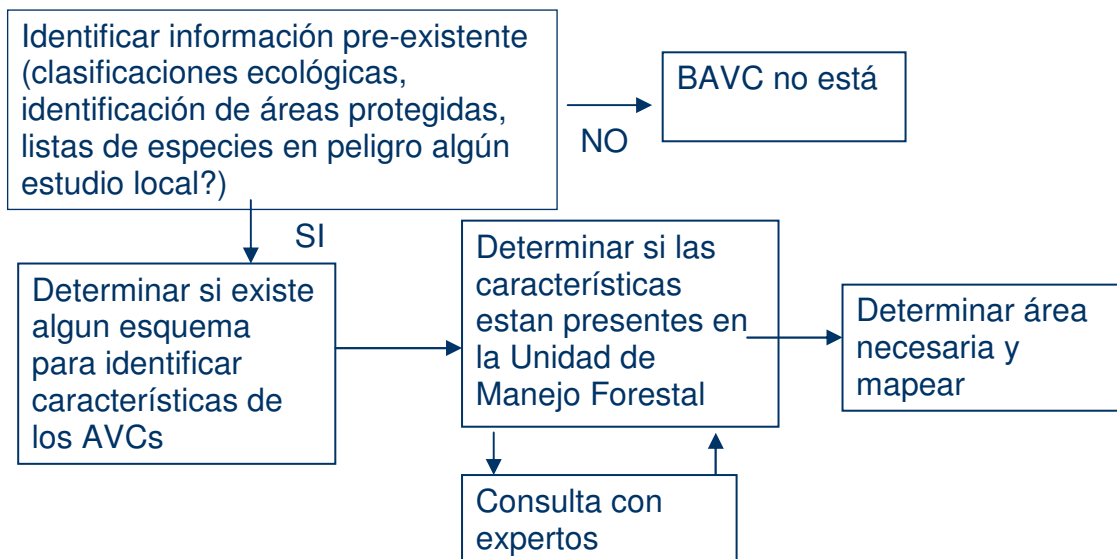 Identificar información pre-existente
(clasificaciones ecológicas,
identificación de áreas protegidas,
listas de especies en peligro algún
estudio local?)
NO
BAVC no está
SI
Determinar si existe
algun esquema
para identificar
características de
los AVCs
Determinar si las
características
estan presentes en
la Unidad de
Manejo Forestal
Determinar área
necesaria y
mapear
Consulta con
expertos